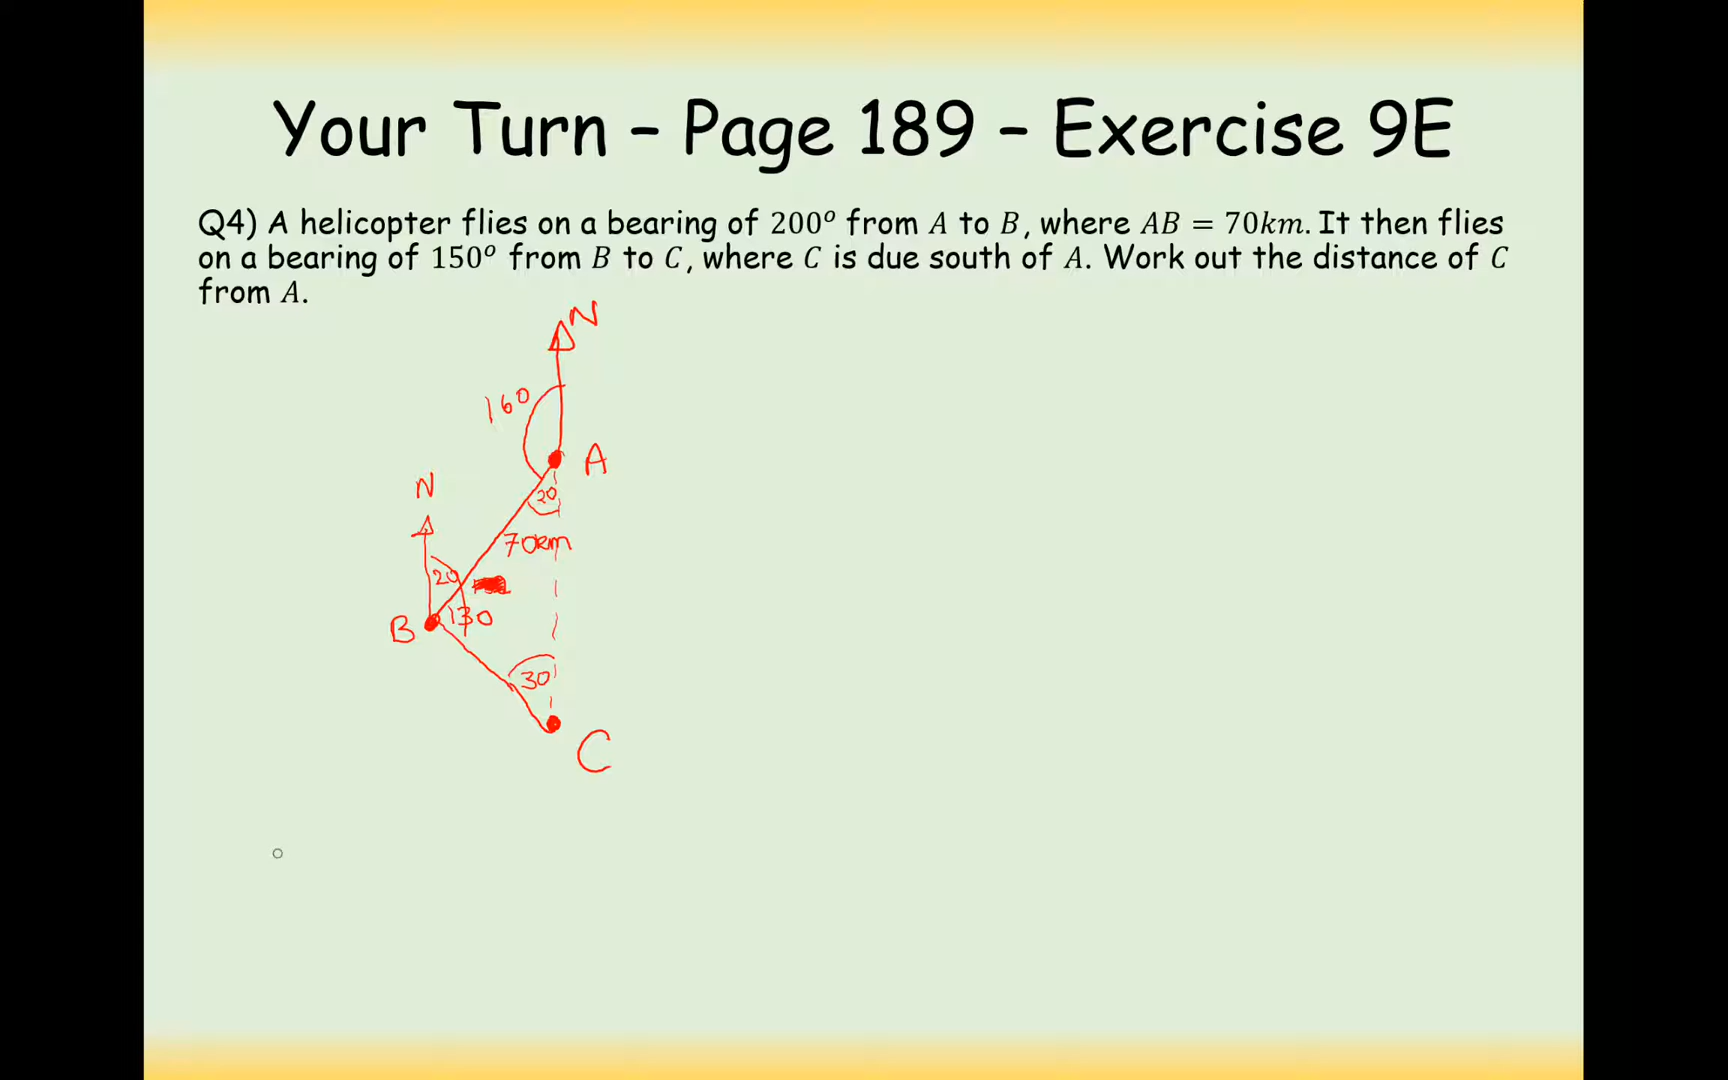 Your Turn – Page 189 – Exercise 9E
Q4) A helicopter flies on a bearing of 200° from A to B, where AB = 70km. It then flies
on a bearing of 150° from B to C, where C is due south of A. Work out the distance of C
from A.
N
160
A
N
20
70km
20
B
130
30
C